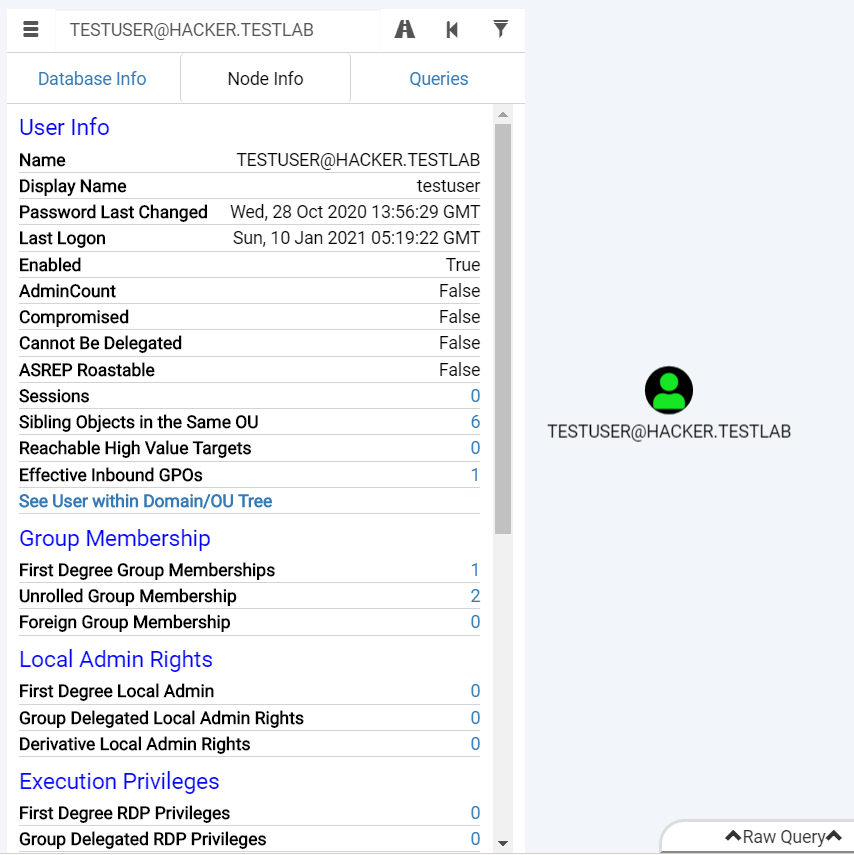 TESTUSER@HACKER.TESTLAB
Database Info Node Info Queries
User Info
Name TESTUSER@HACKER.TESTLAB
Display Name testuser
Password Last Changed Wed, 28 Oct 2020 13:56:29 GMT
Last Logon Sun, 10 Jan 2021 05:19:22 GMT
Enabled True
AdminCount False
Compromised False
Cannot Be Delegated False
ASREP Roastable False
Sessions 0
Sibling Objects in the Same OU 6
Reachable High Value Targets 0
Effective Inbound GPOs 1
See User within Domain/OU Tree
Group Membership
First Degree Group Memberships 1
Unrolled Group Membership 2
Foreign Group Membership 0
Local Admin Rights
First Degree Local Admin 0
Group Delegated Local Admin Rights 0
Derivative Local Admin Rights 0
Execution Privileges
First Degree RDP Privileges 0
Group Delegated RDP Privileges 0
TESTUSER@HACKER.TESTLAB
Raw Query